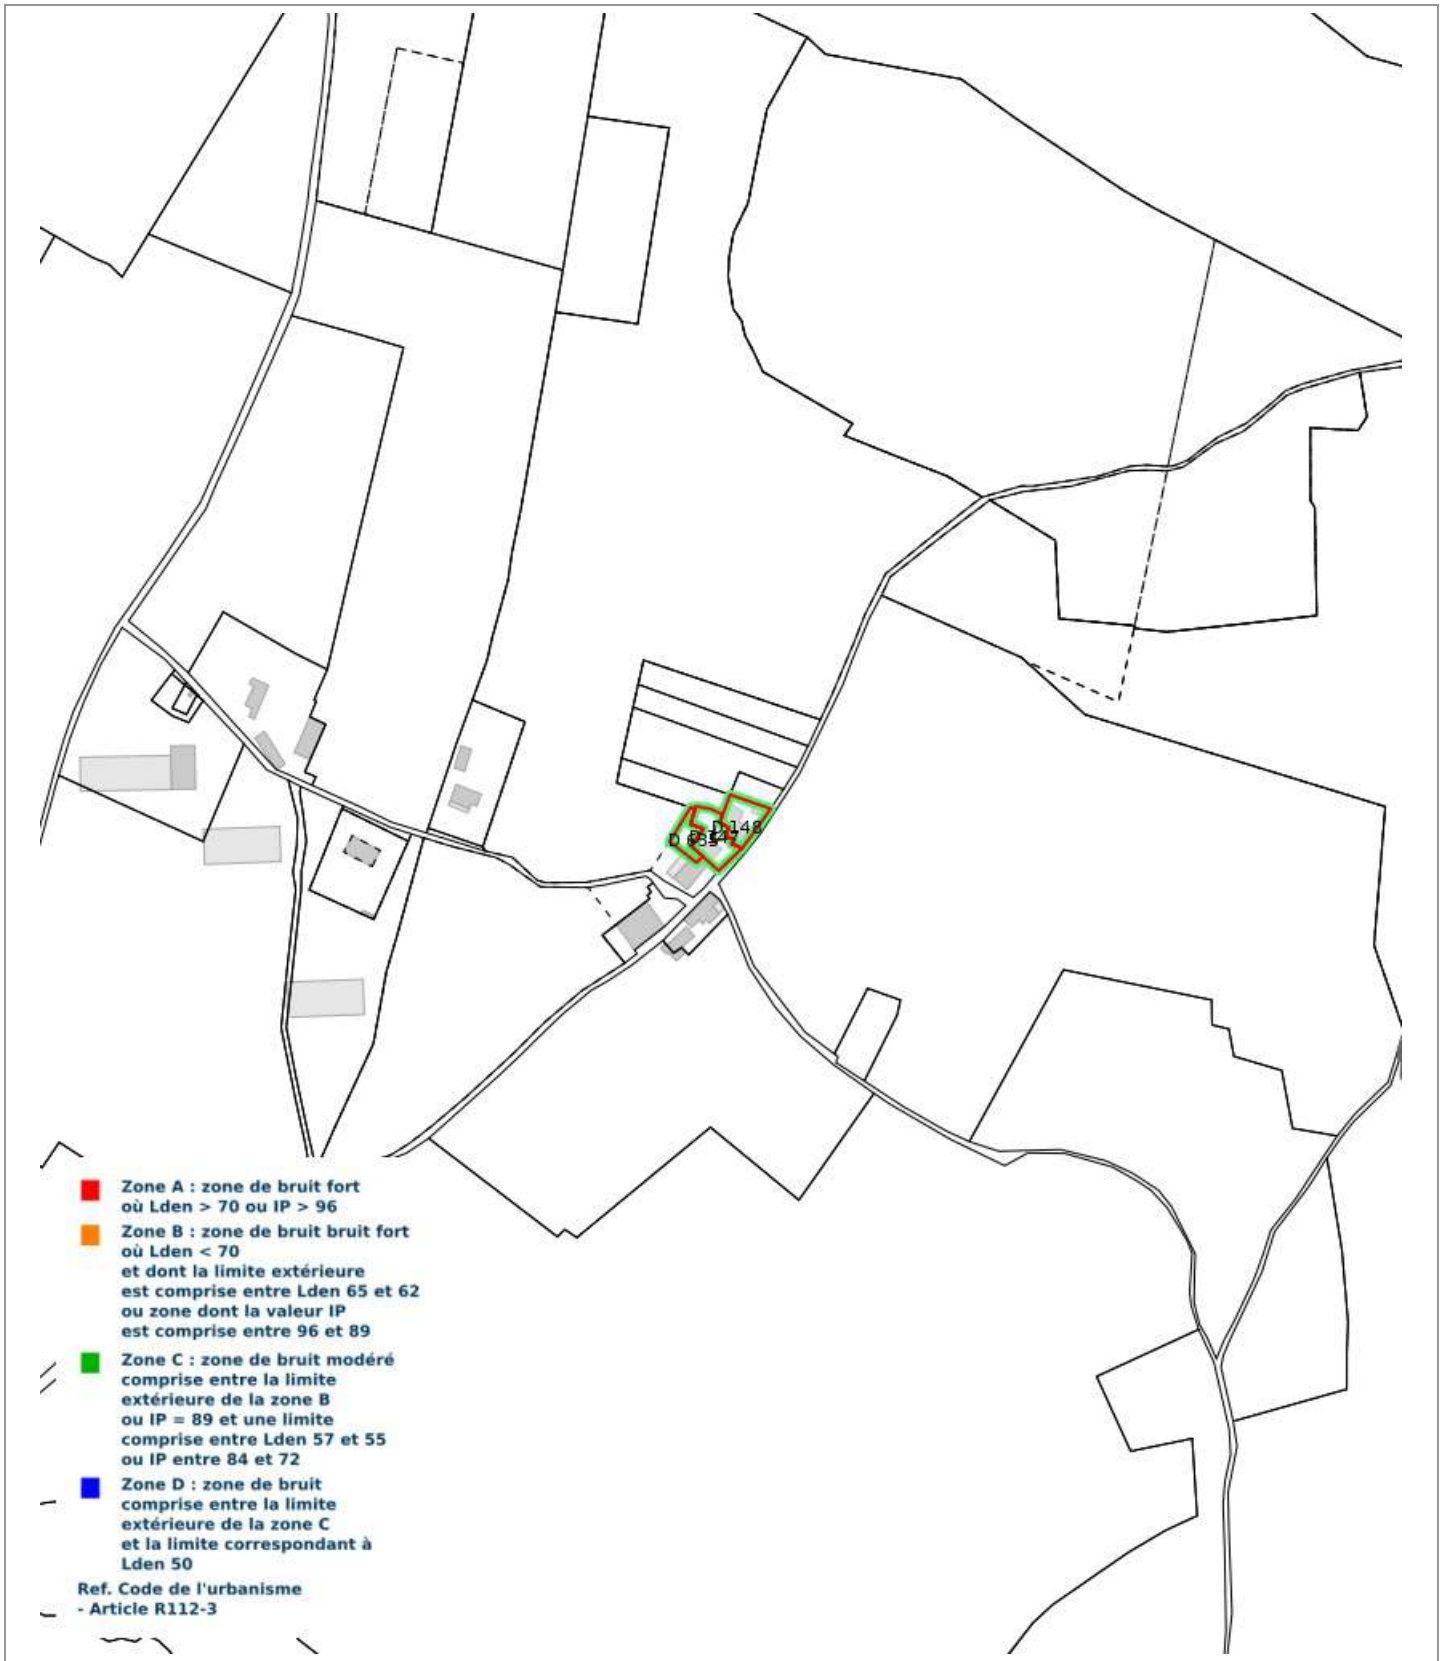 D 148
D 147
D 635
Zone A : zone de bruit fort
où Lden > 70 ou IP > 96
Zone B : zone de bruit bruit fort
où Lden < 70
et dont la limite extérieure
est comprise entre Lden 65 et 62
ou zone dont la valeur IP
est comprise entre 96 et 89
Zone C : zone de bruit modéré
comprise entre la limite
extérieure de la zone B
ou IP = 89 et une limite
comprise entre Lden 57 et 55
ou IP entre 84 et 72
Zone D : zone de bruit
comprise entre la limite
extérieure de la zone C
et la limite correspondant à
Lden 50
Ref. Code de l'urbanisme
- Article R112-3